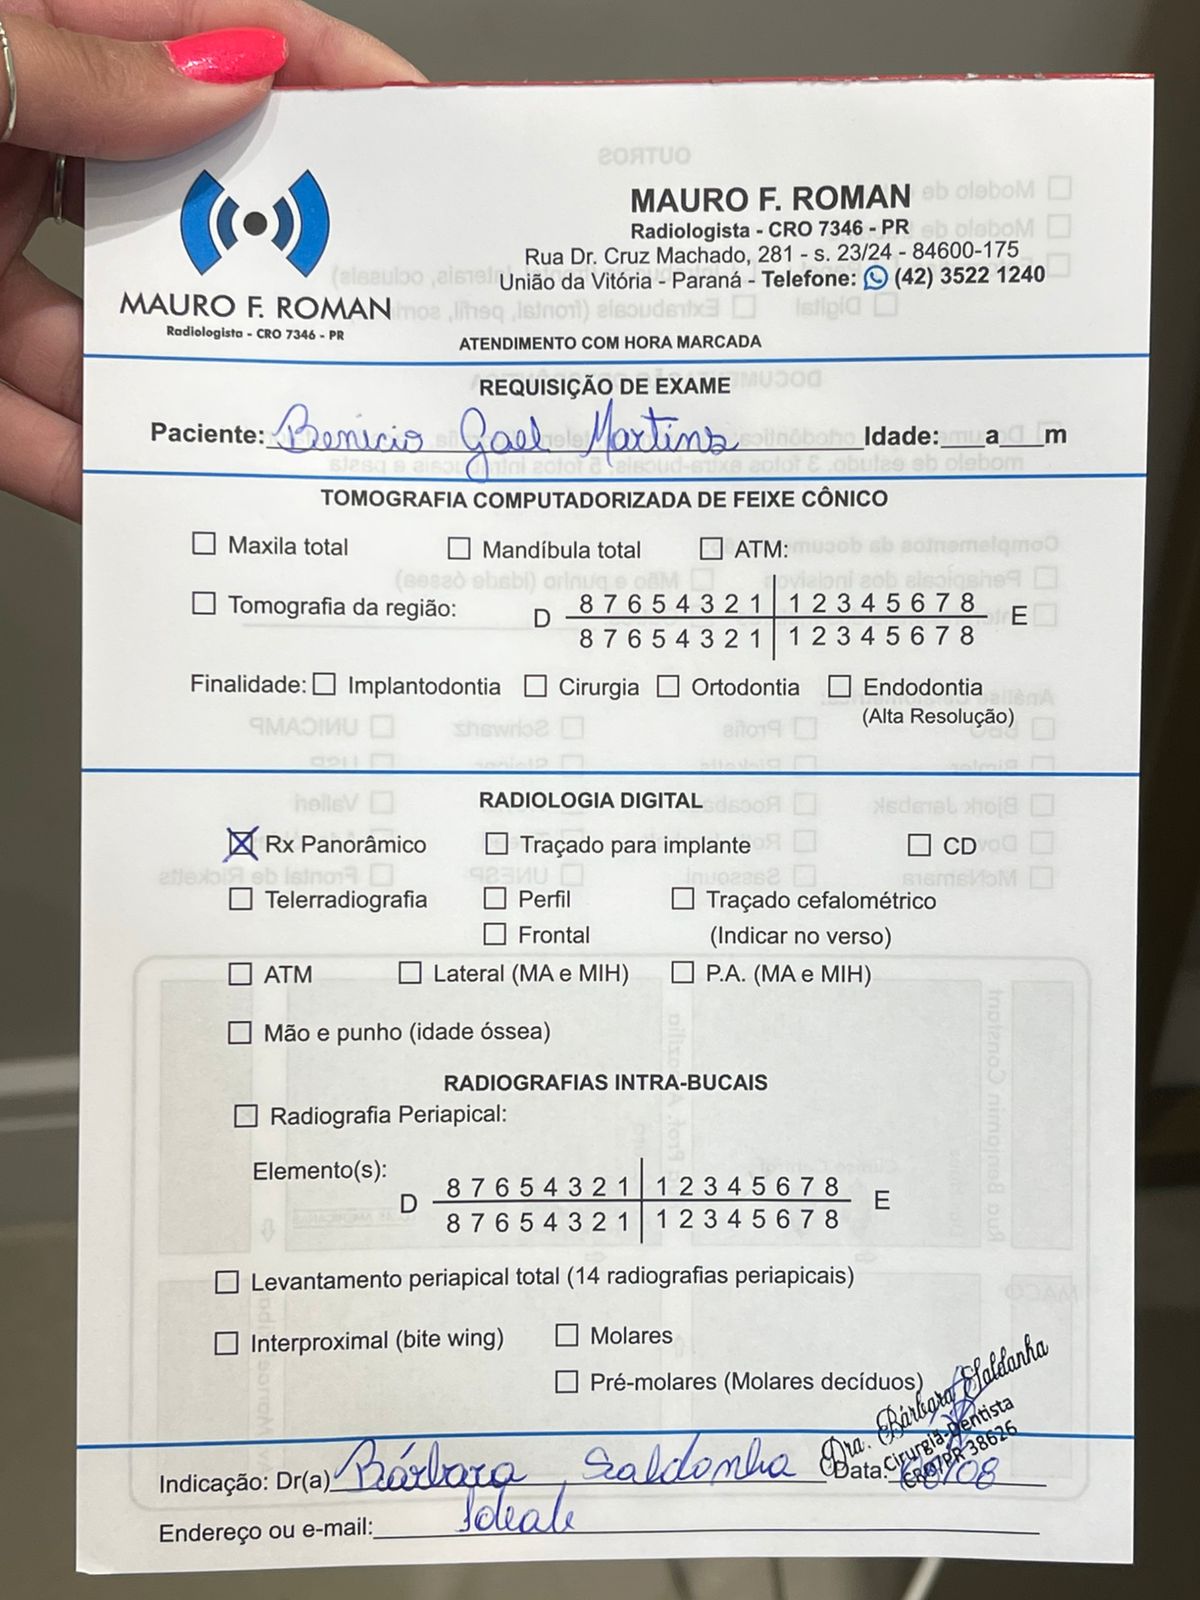 MAURO F. ROMAN
Radiologista - CRO 7346 - PR
MAURO F. ROMAN
Radiologista - CRO 7346 - PR
Rua Dr. Cruz Machado, 281 - s. 23/24 - 84600-175
União da Vitória - Paraná - Telefone: (42) 3522 1240
ATENDIMENTO COM HORA MARCADA
REQUISIÇÃO DE EXAME
Paciente: Benicio Gael Martins Idade:___a___m
TOMOGRAFIA COMPUTADORIZADA DE FEIXE CÔNICO
Maxila total Mandíbula total ATM:
Tomografia da região: D 8 7 6 5 4 3 2 1 1 2 3 4 5 6 7 8 E
8 7 6 5 4 3 2 1 1 2 3 4 5 6 7 8
Finalidade: Implantodontia Cirurgia Ortodontia Endodontia
(Alta Resolução)
RADIOLOGIA DIGITAL
Rx Panorâmico Traçado para implante CD
Telerradiografia Perfil Traçado cefalométrico
Frontal (Indicar no verso)
ATM Lateral (MA e MIH) P.A. (MA e MIH)
Mão e punho (idade óssea)
RADIOGRAFIAS INTRA-BUCAIS
Radiografia Periapical:
Elemento(s): D 8 7 6 5 4 3 2 1 1 2 3 4 5 6 7 8 E
8 7 6 5 4 3 2 1 1 2 3 4 5 6 7 8
Levantamento periapical total (14 radiografias periapicais)
Interproximal (bite wing) Molares
Pré-molares (Molares decíduos)
Dra. Bárbara Saldanha
Cirurgiã-Dentista
CRO/PR 38626
Indicação: Dr(a) Bárbara Saldanha Data: /08
Endereço ou e-mail: Ideale